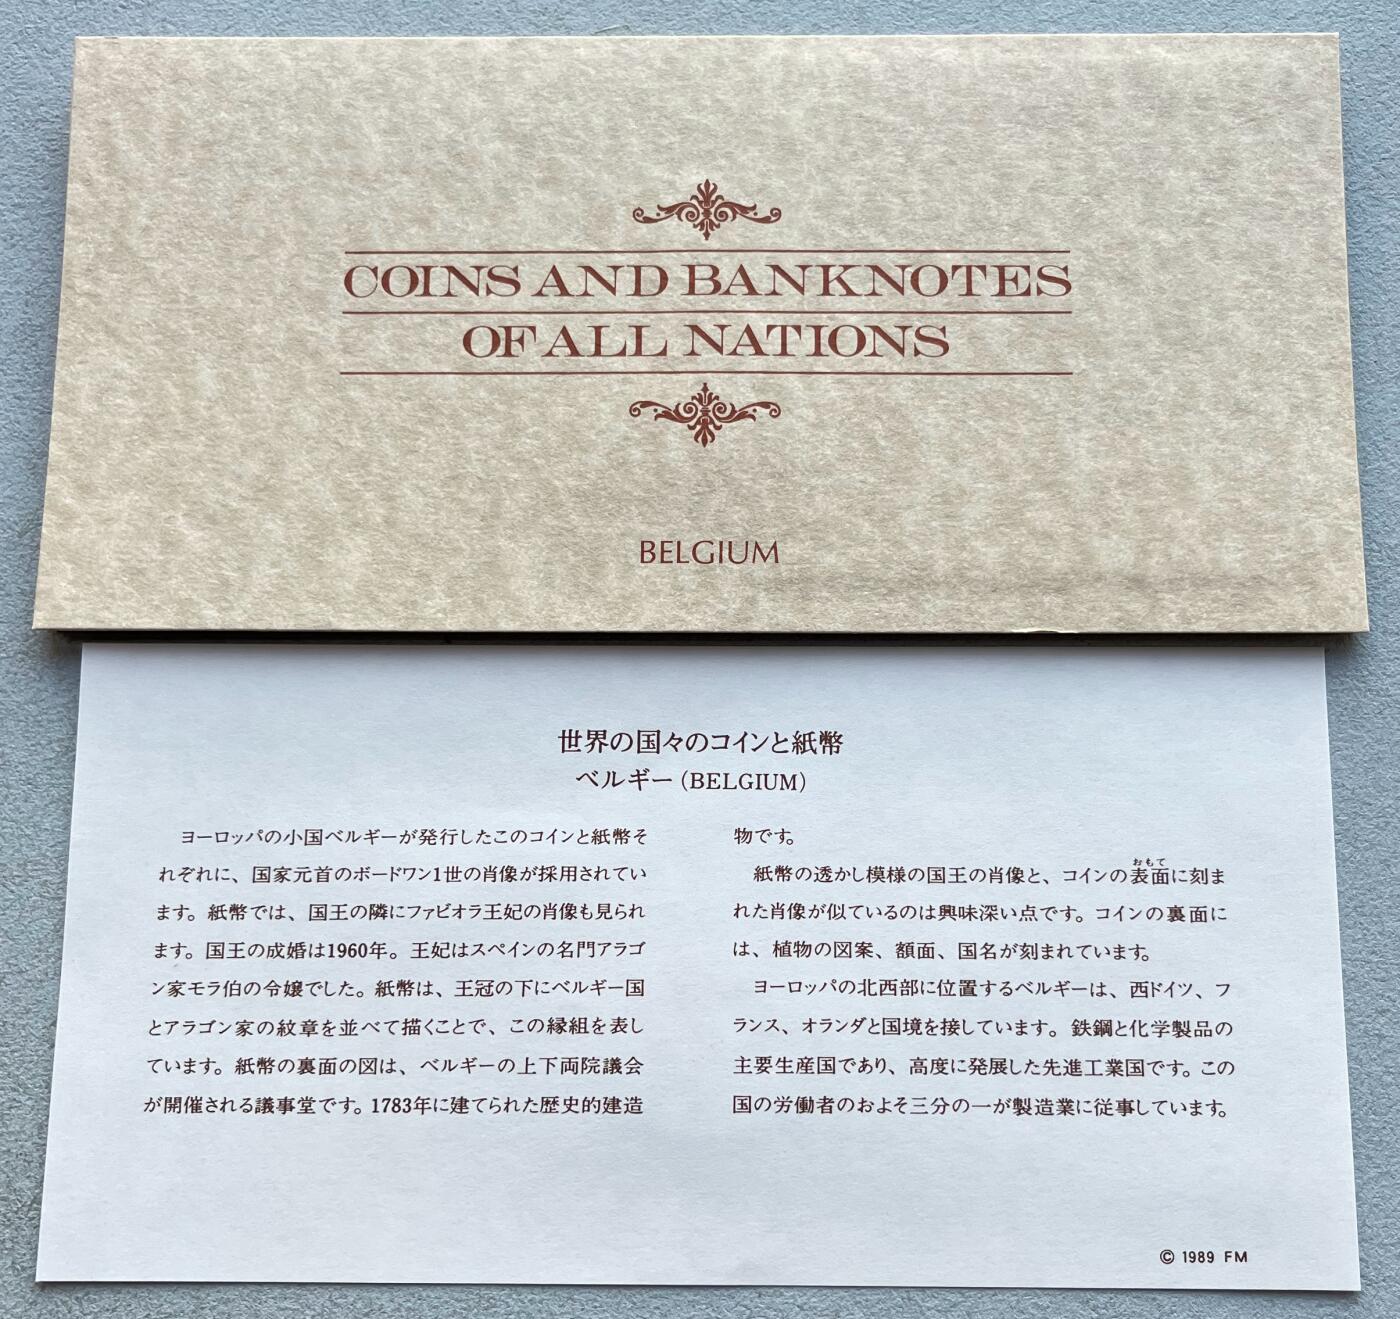 COINS AND BANKNOTES
OF ALL NATIONS
BELGIUM
世界の国々のコインと紙幣
ベルギー(BELGIUM)
ヨーロッパの小国ベルギーが発行したこのコインと紙幣そ
れぞれに、国家元首のボードワン1世の肖像が採用されてい
ます。紙幣では、国王の隣にファビオラ王妃の肖像も見られ
ます。国王の成婚は1960年。王妃はスペインの名門アラゴ
ン家モラ伯の令嬢でした。紙幣は、王冠の下にベルギー国
とアラゴン家の紋章を並べて描くことで、この縁組を表し
ています。紙幣の裏面の図は、ベルギーの上下両院議会
が開催される議事堂です。1783年に建てられた歴史的建造
物です。
おもて
紙幣の透かし模様の国王の肖像と、コインの表面に刻ま
れた肖像が似ているのは興味深い点です。コインの裏面に
は、植物の図案、額面、国名が刻まれています。
ヨーロッパの北西部に位置するベルギーは、西ドイツ、フ
ランス、オランダと国境を接しています。鉄鋼と化学製品の
主要生産国であり、高度に発展した先進工業国です。この
国の労働者のおよそ三分の一が製造業に従事しています。
© 1989 FM